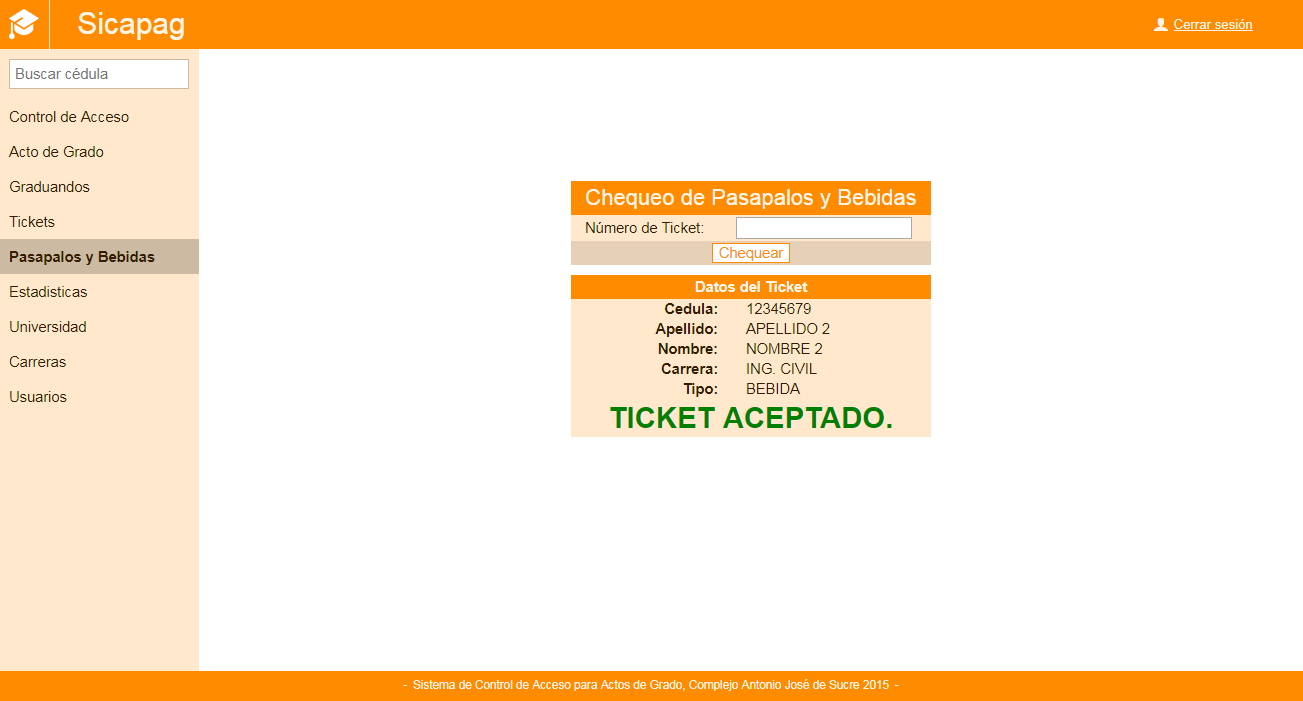 Sicapag
Cerrar sesión
Buscar cédula
Control de Acceso
Acto de Grado
Graduandos
Tickets
Pasapalos y Bebidas
Estadisticas
Universidad
Carreras
Usuarios
Chequeo de Pasapalos y Bebidas
Número de Ticket:
Chequear
Datos del Ticket
Cedula: 12345679
Apellido: APELLIDO 2
Nombre: NOMBRE 2
Carrera: ING. CIVIL
Tipo: BEBIDA
TICKET ACEPTADO.
- Sistema de Control de Acceso para Actos de Grado, Complejo Antonio José de Sucre 2015 -